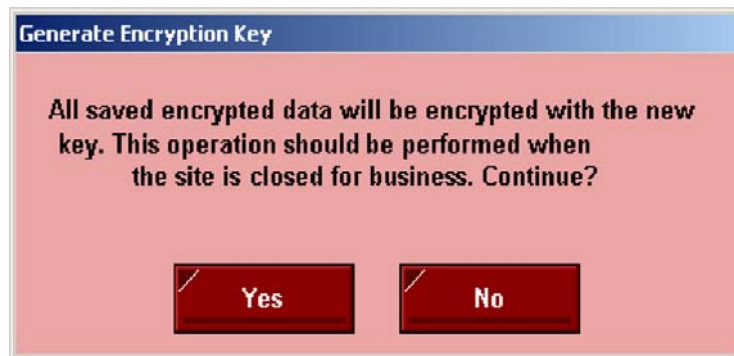 Generate Encryption Key
All saved encrypted data will be encrypted with the new
key. This operation should be performed when
the site is closed for business. Continue?
Yes No